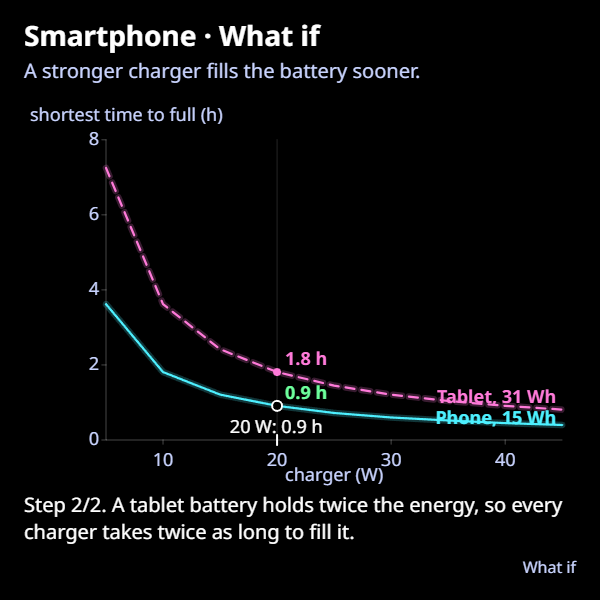 Smartphone · What if
A stronger charger fills the battery sooner.
shortest time to full (h)
8
6
4
2
0
1.8 h
0.9 h
Tablet, 31 Wh
Phone, 15 Wh
20 W: 0.9 h
10
20
30
40
charger (W)
Step 2/2. A tablet battery holds twice the energy, so every
charger takes twice as long to fill it.
What if